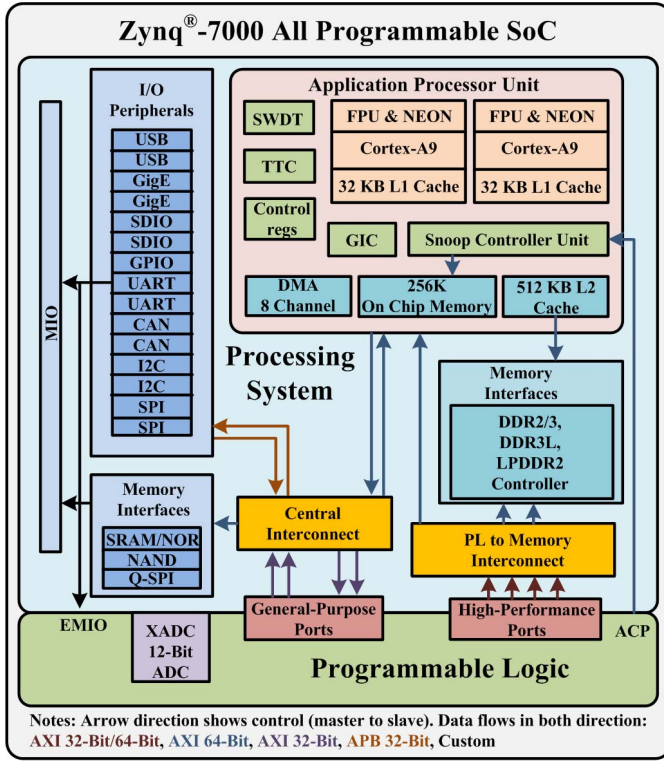 Zynq®-7000 All Programmable SoC
I/O
Peripherals
USB
USB
GigE
GigE
SDIO
SDIO
GPIO
UART
UART
CAN
CAN
I2C
I2C
SPI
SPI
MIO
Application Processor Unit
SWDT
TTC
Control
regs
FPU & NEON
Cortex-A9
32 KB L1 Cache
FPU & NEON
Cortex-A9
32 KB L1 Cache
GIC
Snoop Controller Unit
DMA
8 Channel
256K
On Chip Memory
512 KB L2
Cache
Processing
System
Memory
Interfaces
DDR2/3,
DDR3L,
LPDDR2
Controller
Memory
Interfaces
SRAM/NOR
NAND
Q-SPI
Central
Interconnect
PL to Memory
Interconnect
General-Purpose
Ports
High-Performance
Ports
EMIO
XADC
12-Bit
ADC
ACP
Programmable Logic
Notes: Arrow direction shows control (master to slave). Data flows in both direction:
AXI 32-Bit/64-Bit, AXI 64-Bit, AXI 32-Bit, APB 32-Bit, Custom